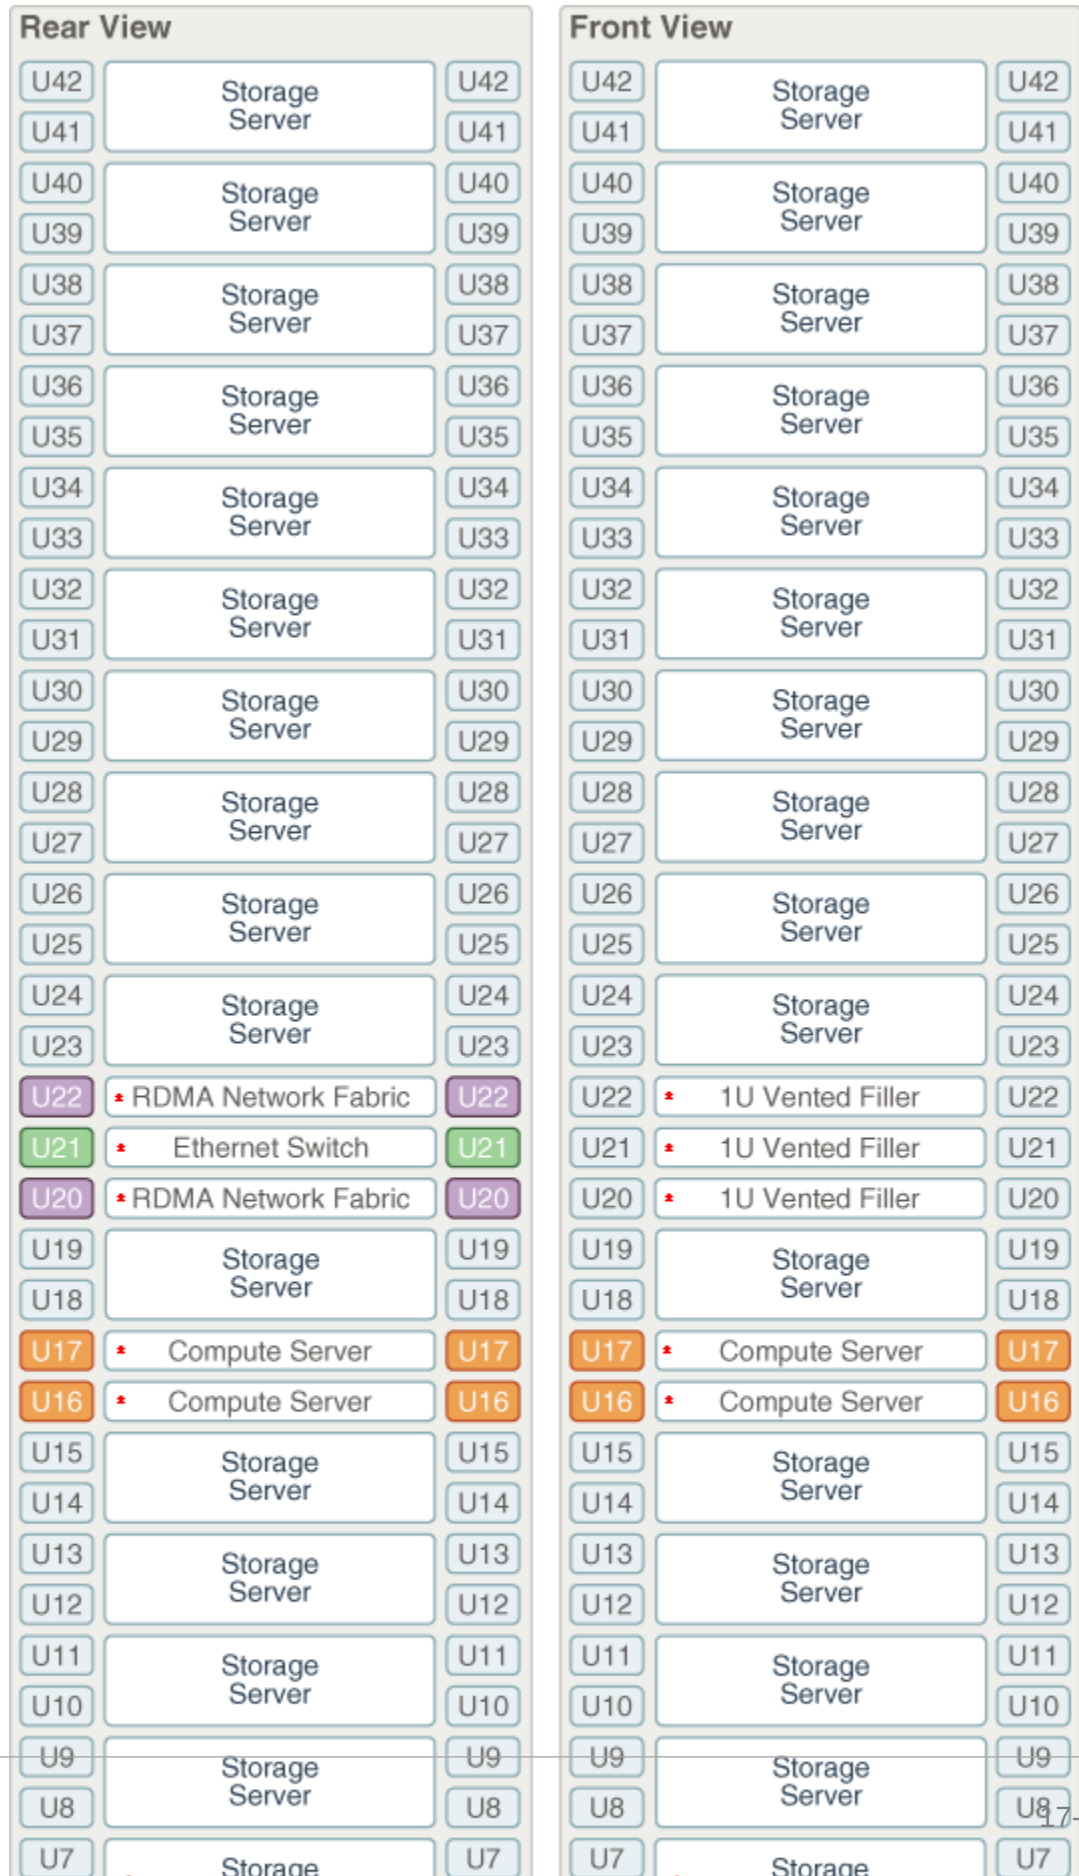 Rear View
U42 Storage Server U42
U41 U41
U40 Storage Server U40
U39 U39
U38 Storage Server U38
U37 U37
U36 Storage Server U36
U35 U35
U34 Storage Server U34
U33 U33
U32 Storage Server U32
U31 U31
U30 Storage Server U30
U29 U29
U28 Storage Server U28
U27 U27
U26 Storage Server U26
U25 U25
U24 Storage Server U24
U23 U23
U22 RDMA Network Fabric U22
U21 Ethernet Switch U21
U20 RDMA Network Fabric U20
U19 Storage Server U19
U18 U18
U17 Compute Server U17
U16 Compute Server U16
U15 Storage Server U15
U14 U14
U13 Storage Server U13
U12 U12
U11 Storage Server U11
U10 U10
U9 Storage Server U9
U8 U8
U7 Storage U7
Front View
U42 Storage Server U42
U41 U41
U40 Storage Server U40
U39 U39
U38 Storage Server U38
U37 U37
U36 Storage Server U36
U35 U35
U34 Storage Server U34
U33 U33
U32 Storage Server U32
U31 U31
U30 Storage Server U30
U29 U29
U28 Storage Server U28
U27 U27
U26 Storage Server U26
U25 U25
U24 Storage Server U24
U23 U23
U22 1U Vented Filler U22
U21 1U Vented Filler U21
U20 1U Vented Filler U20
U19 Storage Server U19
U18 U18
U17 Compute Server U17
U16 Compute Server U16
U15 Storage Server U15
U14 U14
U13 Storage Server U13
U12 U12
U11 Storage Server U11
U10 U10
U9 Storage Server U9
U8 U8
17-
U7 Storage U7